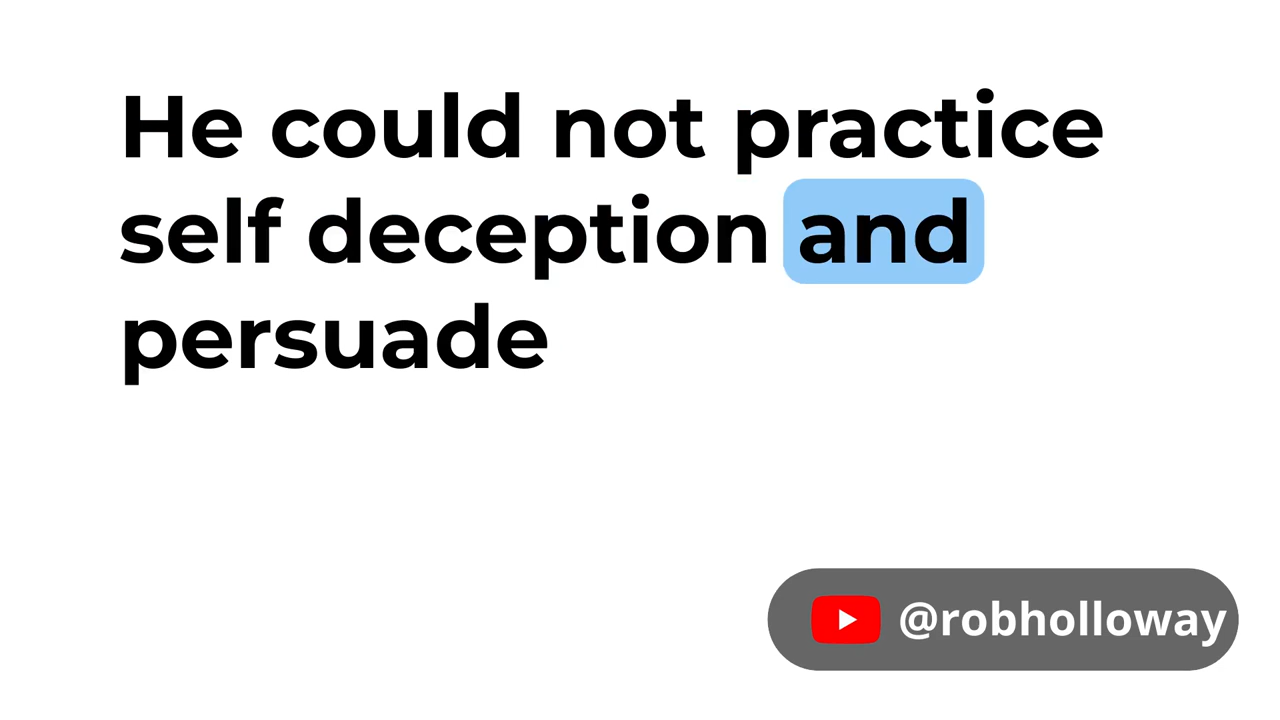 He could not practice
self deception and
persuade
@robholloway